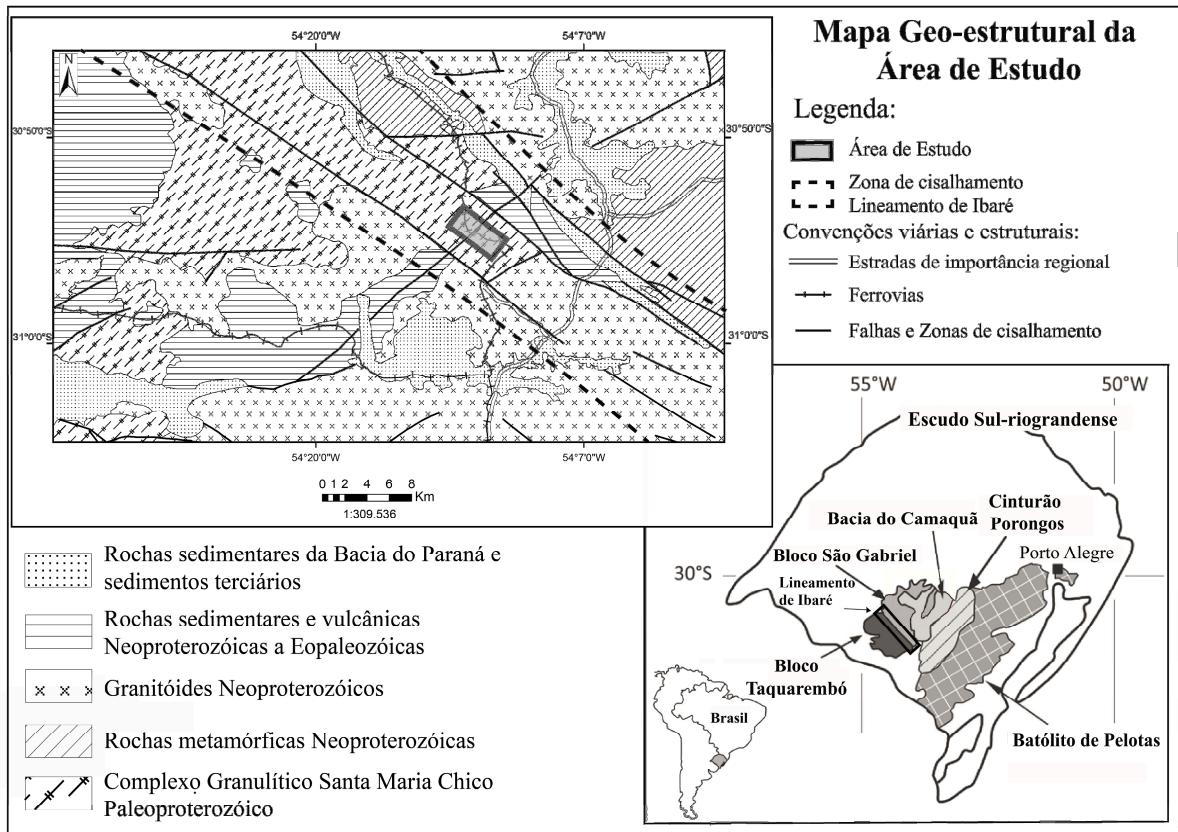 54°20'0"W
54°7'0"W
N
30°50'0"S
30°50'0"S
31°0'0"S
31°0'0"S
54°20'0"W
54°7'0"W
0 1 2 4 6 8
Km
1:309.536
Mapa Geo-estrutural da
Área de Estudo
Legenda:
Área de Estudo
Zona de cisalhamento
Lineamento de Ibaré
Convenções viárias e estruturais:
Estradas de importância regional
Ferrovias
Falhas e Zonas de cisalhamento
Rochas sedimentares da Bacia do Paraná e
sedimentos terciários
Rochas sedimentares e vulcânicas
Neoproterozóicas a Eopaleozóicas
Granitóides Neoproterozóicos
Rochas metamórficas Neoproterozóicas
Complexo Granulítico Santa Maria Chico
Paleoproterozóico
55°W
50°W
Escudo Sul-riograndense
Cinturão
Porongos
Bacia do Camaquã
Bloco São Gabriel
Porto Alegre
30°S
Lineamento
de Ibaré
Bloco
Taquarembó
Brasil
Batólito de Pelotas